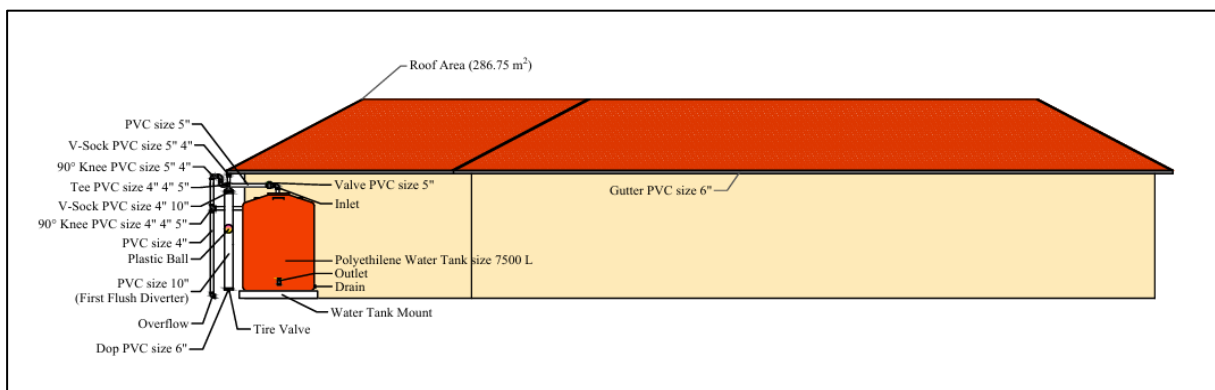 Roof Area (286.75 m²)
PVC size 5"
V-Sock PVC size 5" 4"
90° Knee PVC size 5" 4"
Tee PVC size 4" 4" 5"
V-Sock PVC size 4" 10"
90° Knee PVC size 4" 4" 5"
PVC size 4"
Plastic Ball
PVC size 10"
(First Flush Diverter)
Overflow
Dop PVC size 6"
Tire Valve
Valve PVC size 5"
Inlet
Gutter PVC size 6"
Polyethilene Water Tank size 7500 L
Outlet
Drain
Water Tank Mount